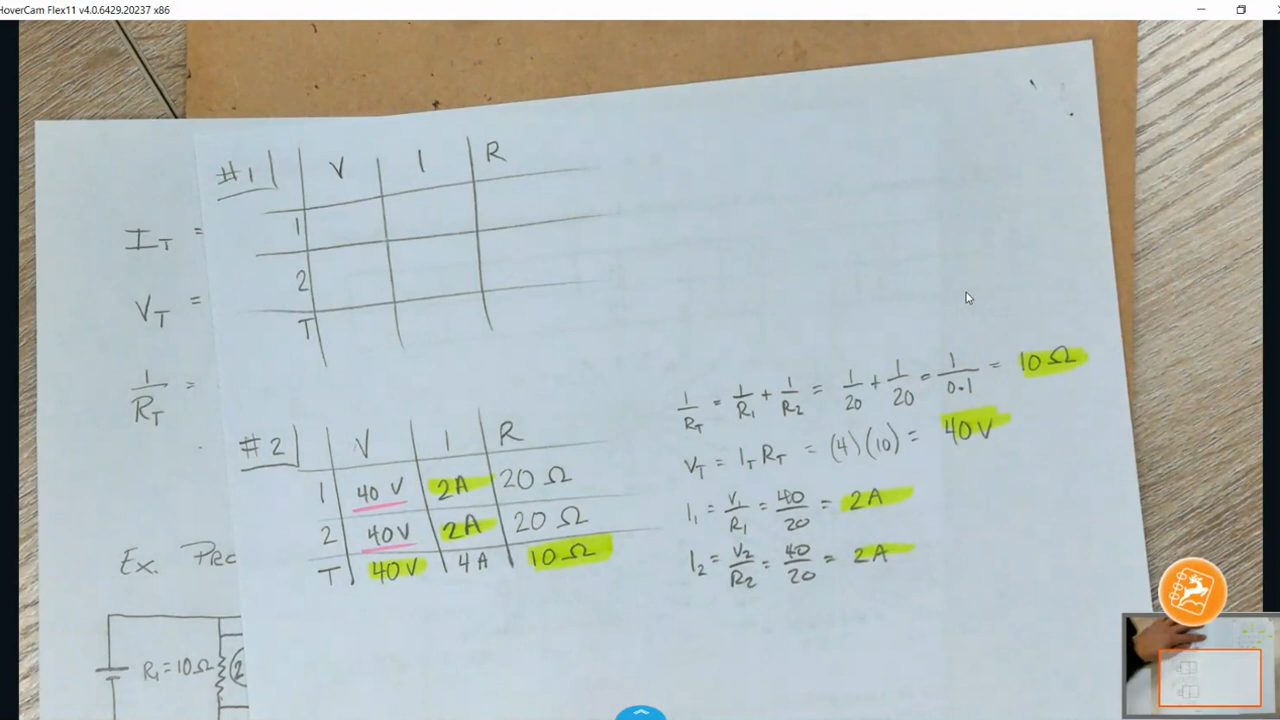 HoverCam Flex11 v4.0.6429.20237 x86
#1 V I R
1
2
T
I_T =
V_T =
1/R_T =
#2 V I R
1 40 V 2A 20 Ω
2 40V 2A 20 Ω
T 40V 4A 10 Ω
1/R_T = 1/R_1 + 1/R_2 = 1/20 + 1/20 = 1/0.1 = 10 Ω
V_T = I_T R_T = (4)(10) = 40V
I_1 = V_1/R_1 = 40/20 = 2A
I_2 = V_2/R_2 = 40/20 = 2A
Ex.
R_1 = 10Ω
2